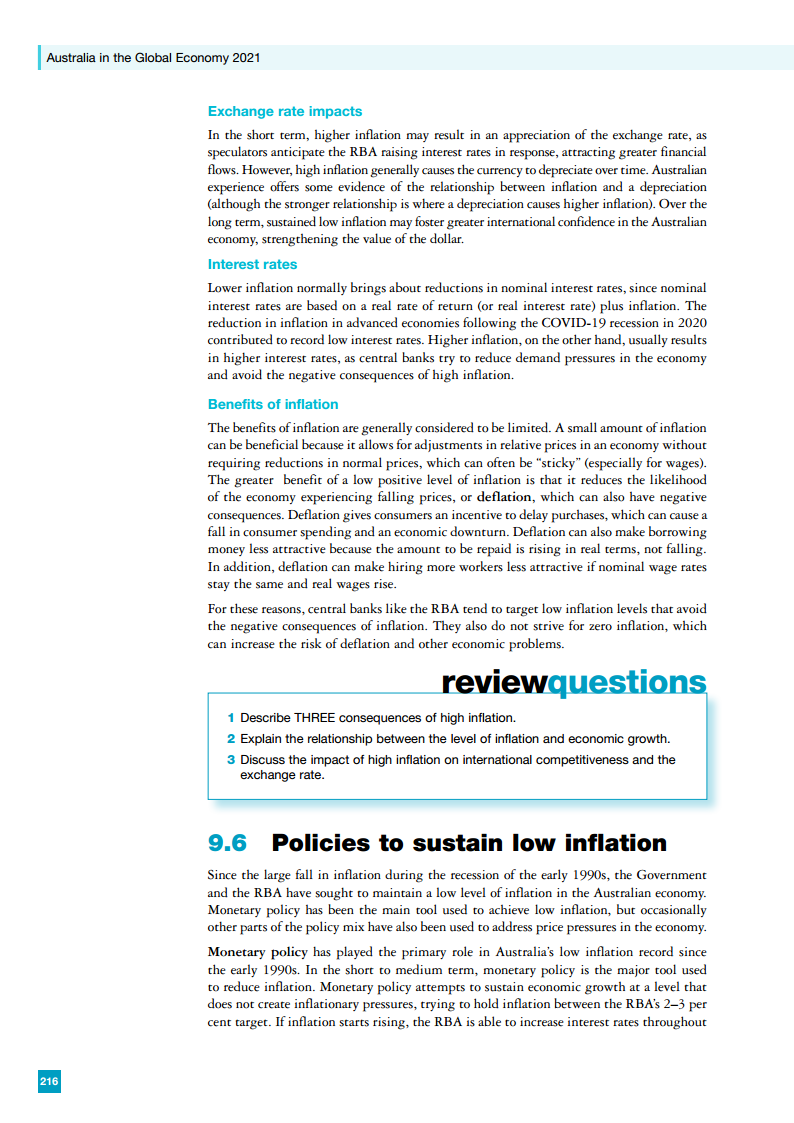 Australia in the Global Economy 2021
Exchange rate impacts
In the short term, higher inflation may result in an appreciation of the exchange rate, as
speculators anticipate the RBA raising interest rates in response, attracting greater financial
flows. However, high inflation generally causes the currency to depreciate over time. Australian
experience offers some evidence of the relationship between inflation and a depreciation
(although the stronger relationship is where a depreciation causes higher inflation). Over the
long term, sustained low inflation may foster greater international confidence in the Australian
economy, strengthening the value of the dollar.
Interest rates
Lower inflation normally brings about reductions in nominal interest rates, since nominal
interest rates are based on a real rate of return (or real interest rate) plus inflation. The
reduction in inflation in advanced economies following the COVID-19 recession in 2020
contributed to record low interest rates. Higher inflation, on the other hand, usually results
in higher interest rates, as central banks try to reduce demand pressures in the economy
and avoid the negative consequences of high inflation.
Benefits of inflation
The benefits of inflation are generally considered to be limited. A small amount of inflation
can be beneficial because it allows for adjustments in relative prices in an economy without
requiring reductions in normal prices, which can often be “sticky” (especially for wages).
The greater benefit of a low positive level of inflation is that it reduces the likelihood
of the economy experiencing falling prices, or deflation, which can also have negative
consequences. Deflation gives consumers an incentive to delay purchases, which can cause a
fall in consumer spending and an economic downturn. Deflation can also make borrowing
money less attractive because the amount to be repaid is rising in real terms, not falling.
In addition, deflation can make hiring more workers less attractive if nominal wage rates
stay the same and real wages rise.
For these reasons, central banks like the RBA tend to target low inflation levels that avoid
the negative consequences of inflation. They also do not strive for zero inflation, which
can increase the risk of deflation and other economic problems.
reviewquestions
1 Describe THREE consequences of high inflation.
2 Explain the relationship between the level of inflation and economic growth.
3 Discuss the impact of high inflation on international competitiveness and the
exchange rate.
9.6 Policies to sustain low inflation
Since the large fall in inflation during the recession of the early 1990s, the Government
and the RBA have sought to maintain a low level of inflation in the Australian economy.
Monetary policy has been the main tool used to achieve low inflation, but occasionally
other parts of the policy mix have also been used to address price pressures in the economy.
Monetary policy has played the primary role in Australia’s low inflation record since
the early 1990s. In the short to medium term, monetary policy is the major tool used
to reduce inflation. Monetary policy attempts to sustain economic growth at a level that
does not create inflationary pressures, trying to hold inflation between the RBA’s 2–3 per
cent target. If inflation starts rising, the RBA is able to increase interest rates throughout
216